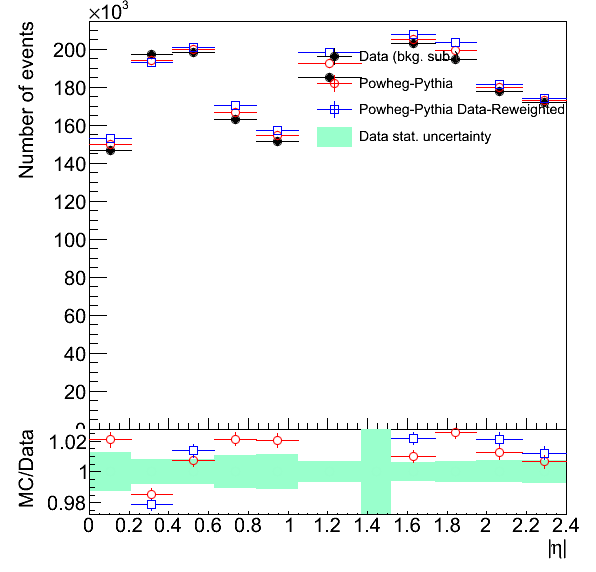 ×10³
Number of events
200
180
160
140
120
100
80
60
40
20
Data (bkg. sub.)
Powheg-Pythia
Powheg-Pythia Data-Reweighted
Data stat. uncertainty
MC/Data
1.02
1
0.98
0 0.2 0.4 0.6 0.8 1 1.2 1.4 1.6 1.8 2 2.2 2.4
|η|